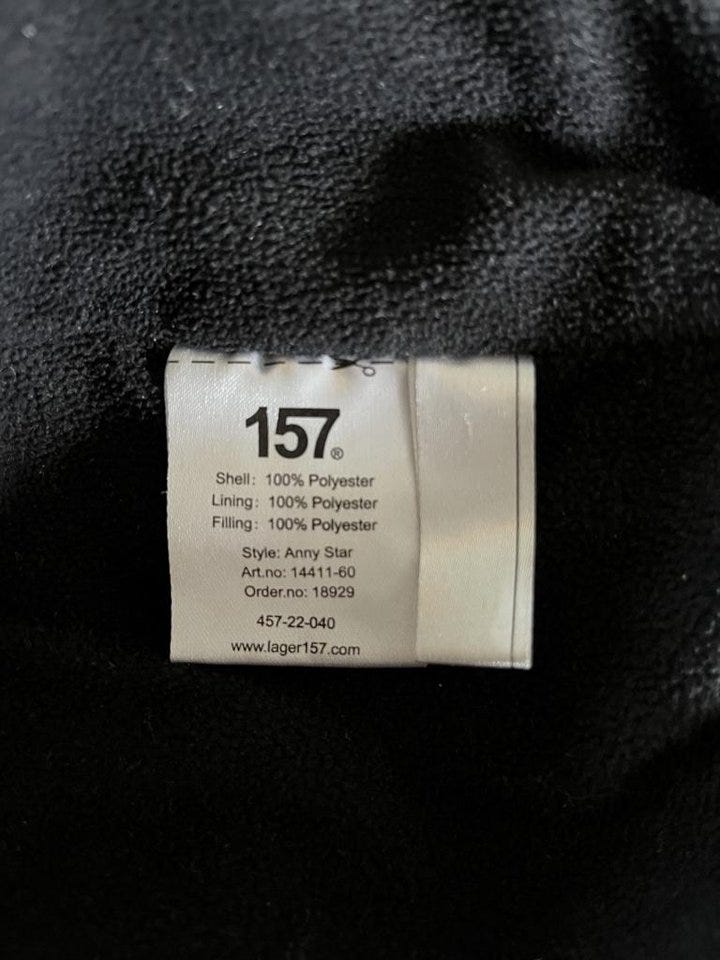 157®
Shell: 100% Polyester
Lining: 100% Polyester
Filling: 100% Polyester
Style: Anny Star
Art.no: 14411-60
Order.no: 18929
457-22-040
www.lager157.com